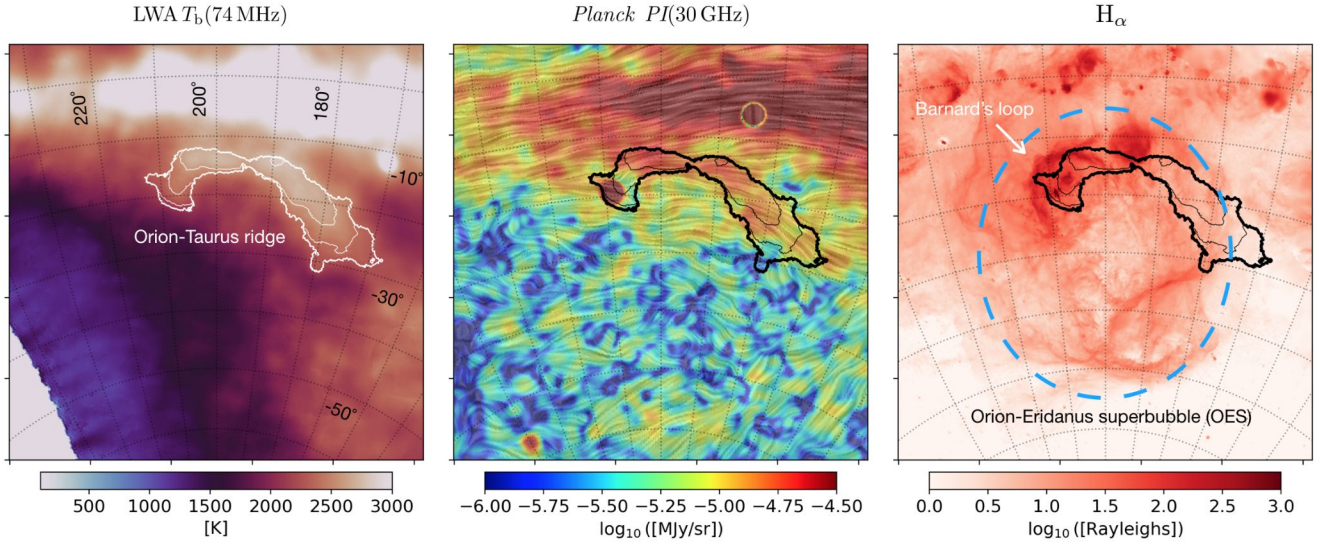 LWA T_b(74 MHz)
Planck PI(30 GHz)
H_α
220°
200°
180°
-10°
-30°
-50°
Orion-Taurus ridge
Barnard's loop
Orion-Eridanus superbubble (OES)
500 1000 1500 2000 2500 3000
[K]
−6.00 −5.75 −5.50 −5.25 −5.00 −4.75 −4.50
log₁₀ ([MJy/sr])
0.0 0.5 1.0 1.5 2.0 2.5 3.0
log₁₀ ([Rayleighs])